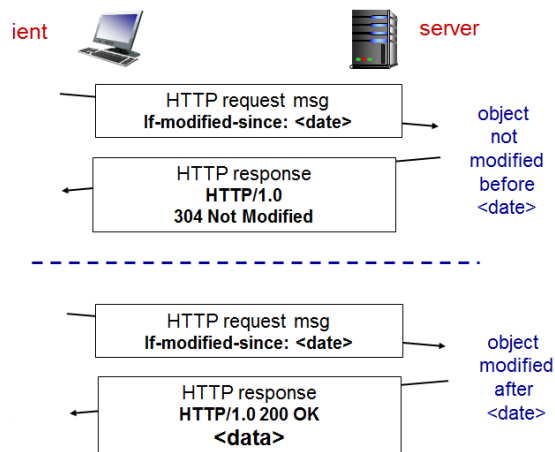 ient
server
HTTP request msg
If-modified-since: <date>
object
not
modified
before
<date>
HTTP response
HTTP/1.0
304 Not Modified
HTTP request msg
If-modified-since: <date>
object
modified
after
<date>
HTTP response
HTTP/1.0 200 OK
<data>